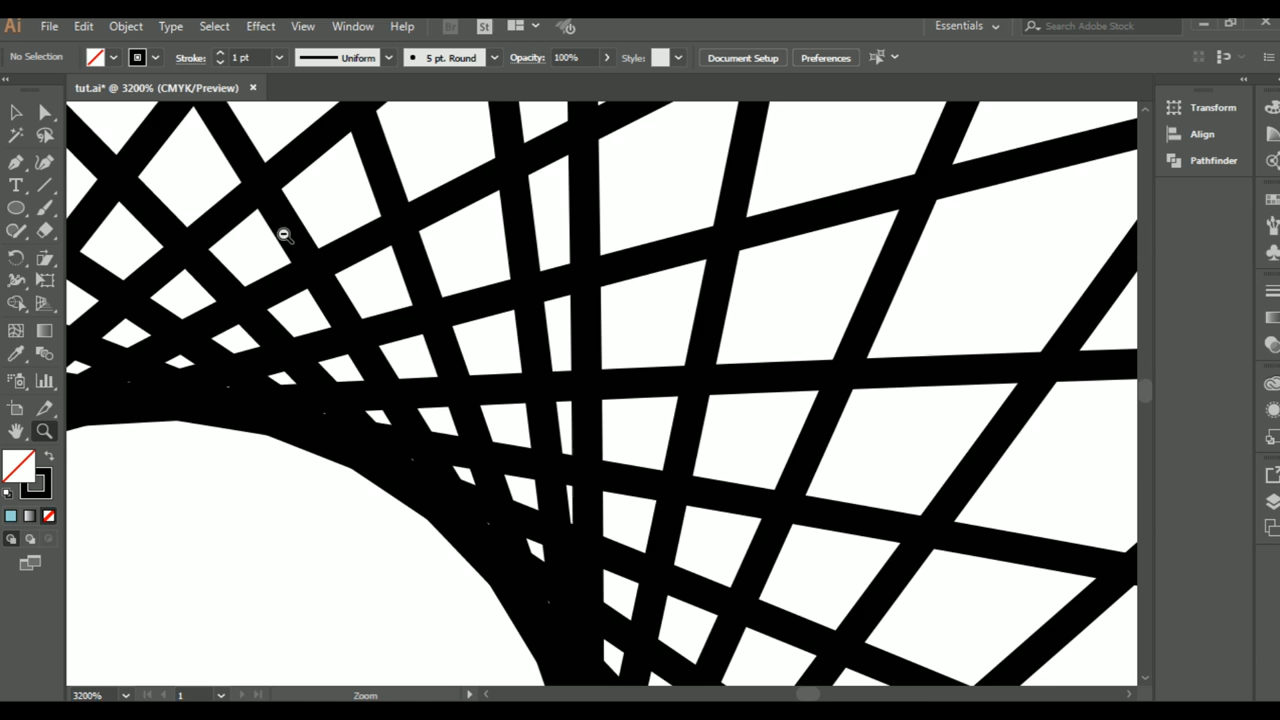 Ai File Edit Object Type Select Effect View Window Help Br St Essentials Search Adobe Stock
No Selection Stroke: 1 pt Uniform 5 pt. Round Opacity: 100% Style: Document Setup Preferences
tut.ai* @ 3200% (CMYK/Preview)
Transform
Align
Pathfinder
T
3200% 1 Zoom